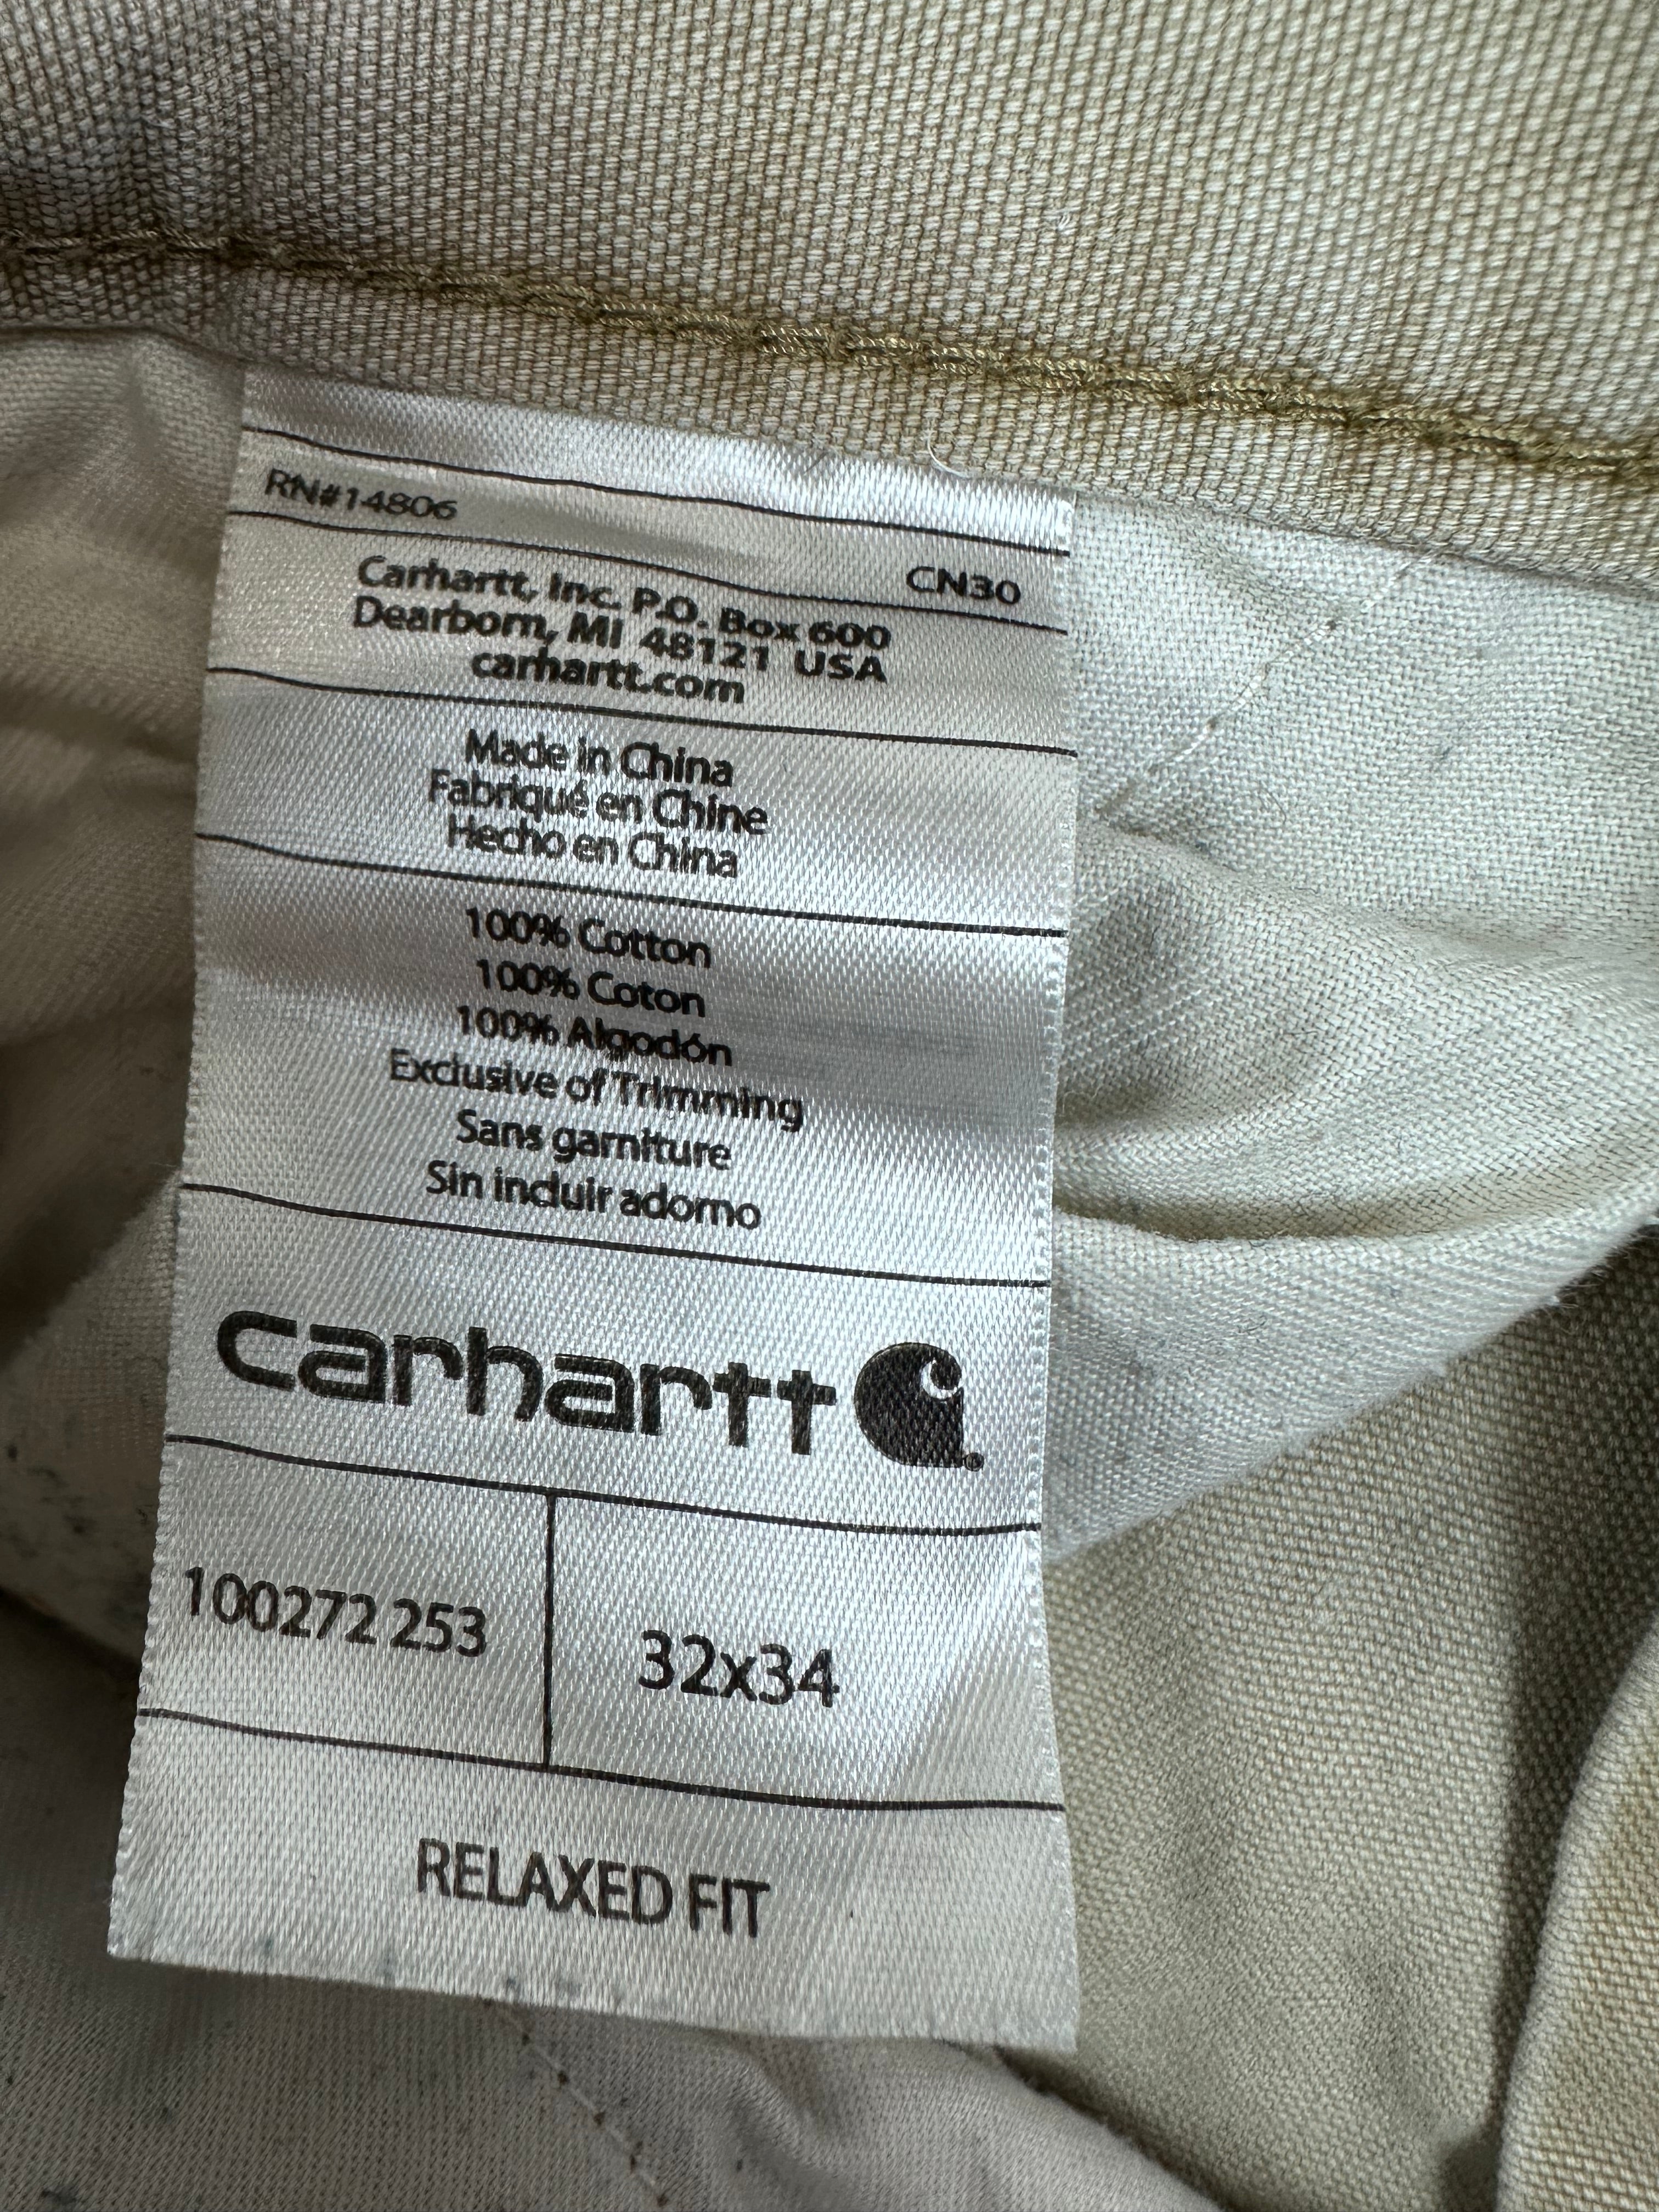 RN#14806
CN30
Carhartt, Inc. P.O. Box 600
Dearborn, MI 48121 USA
carhartt.com
Made in China
Fabriqué en Chine
Hecho en China
100% Cotton
100% Coton
100% Algodón
Exclusive of Trimming
Sans garniture
Sin incluir adorno
carhartt
100272 253
32x34
RELAXED FIT